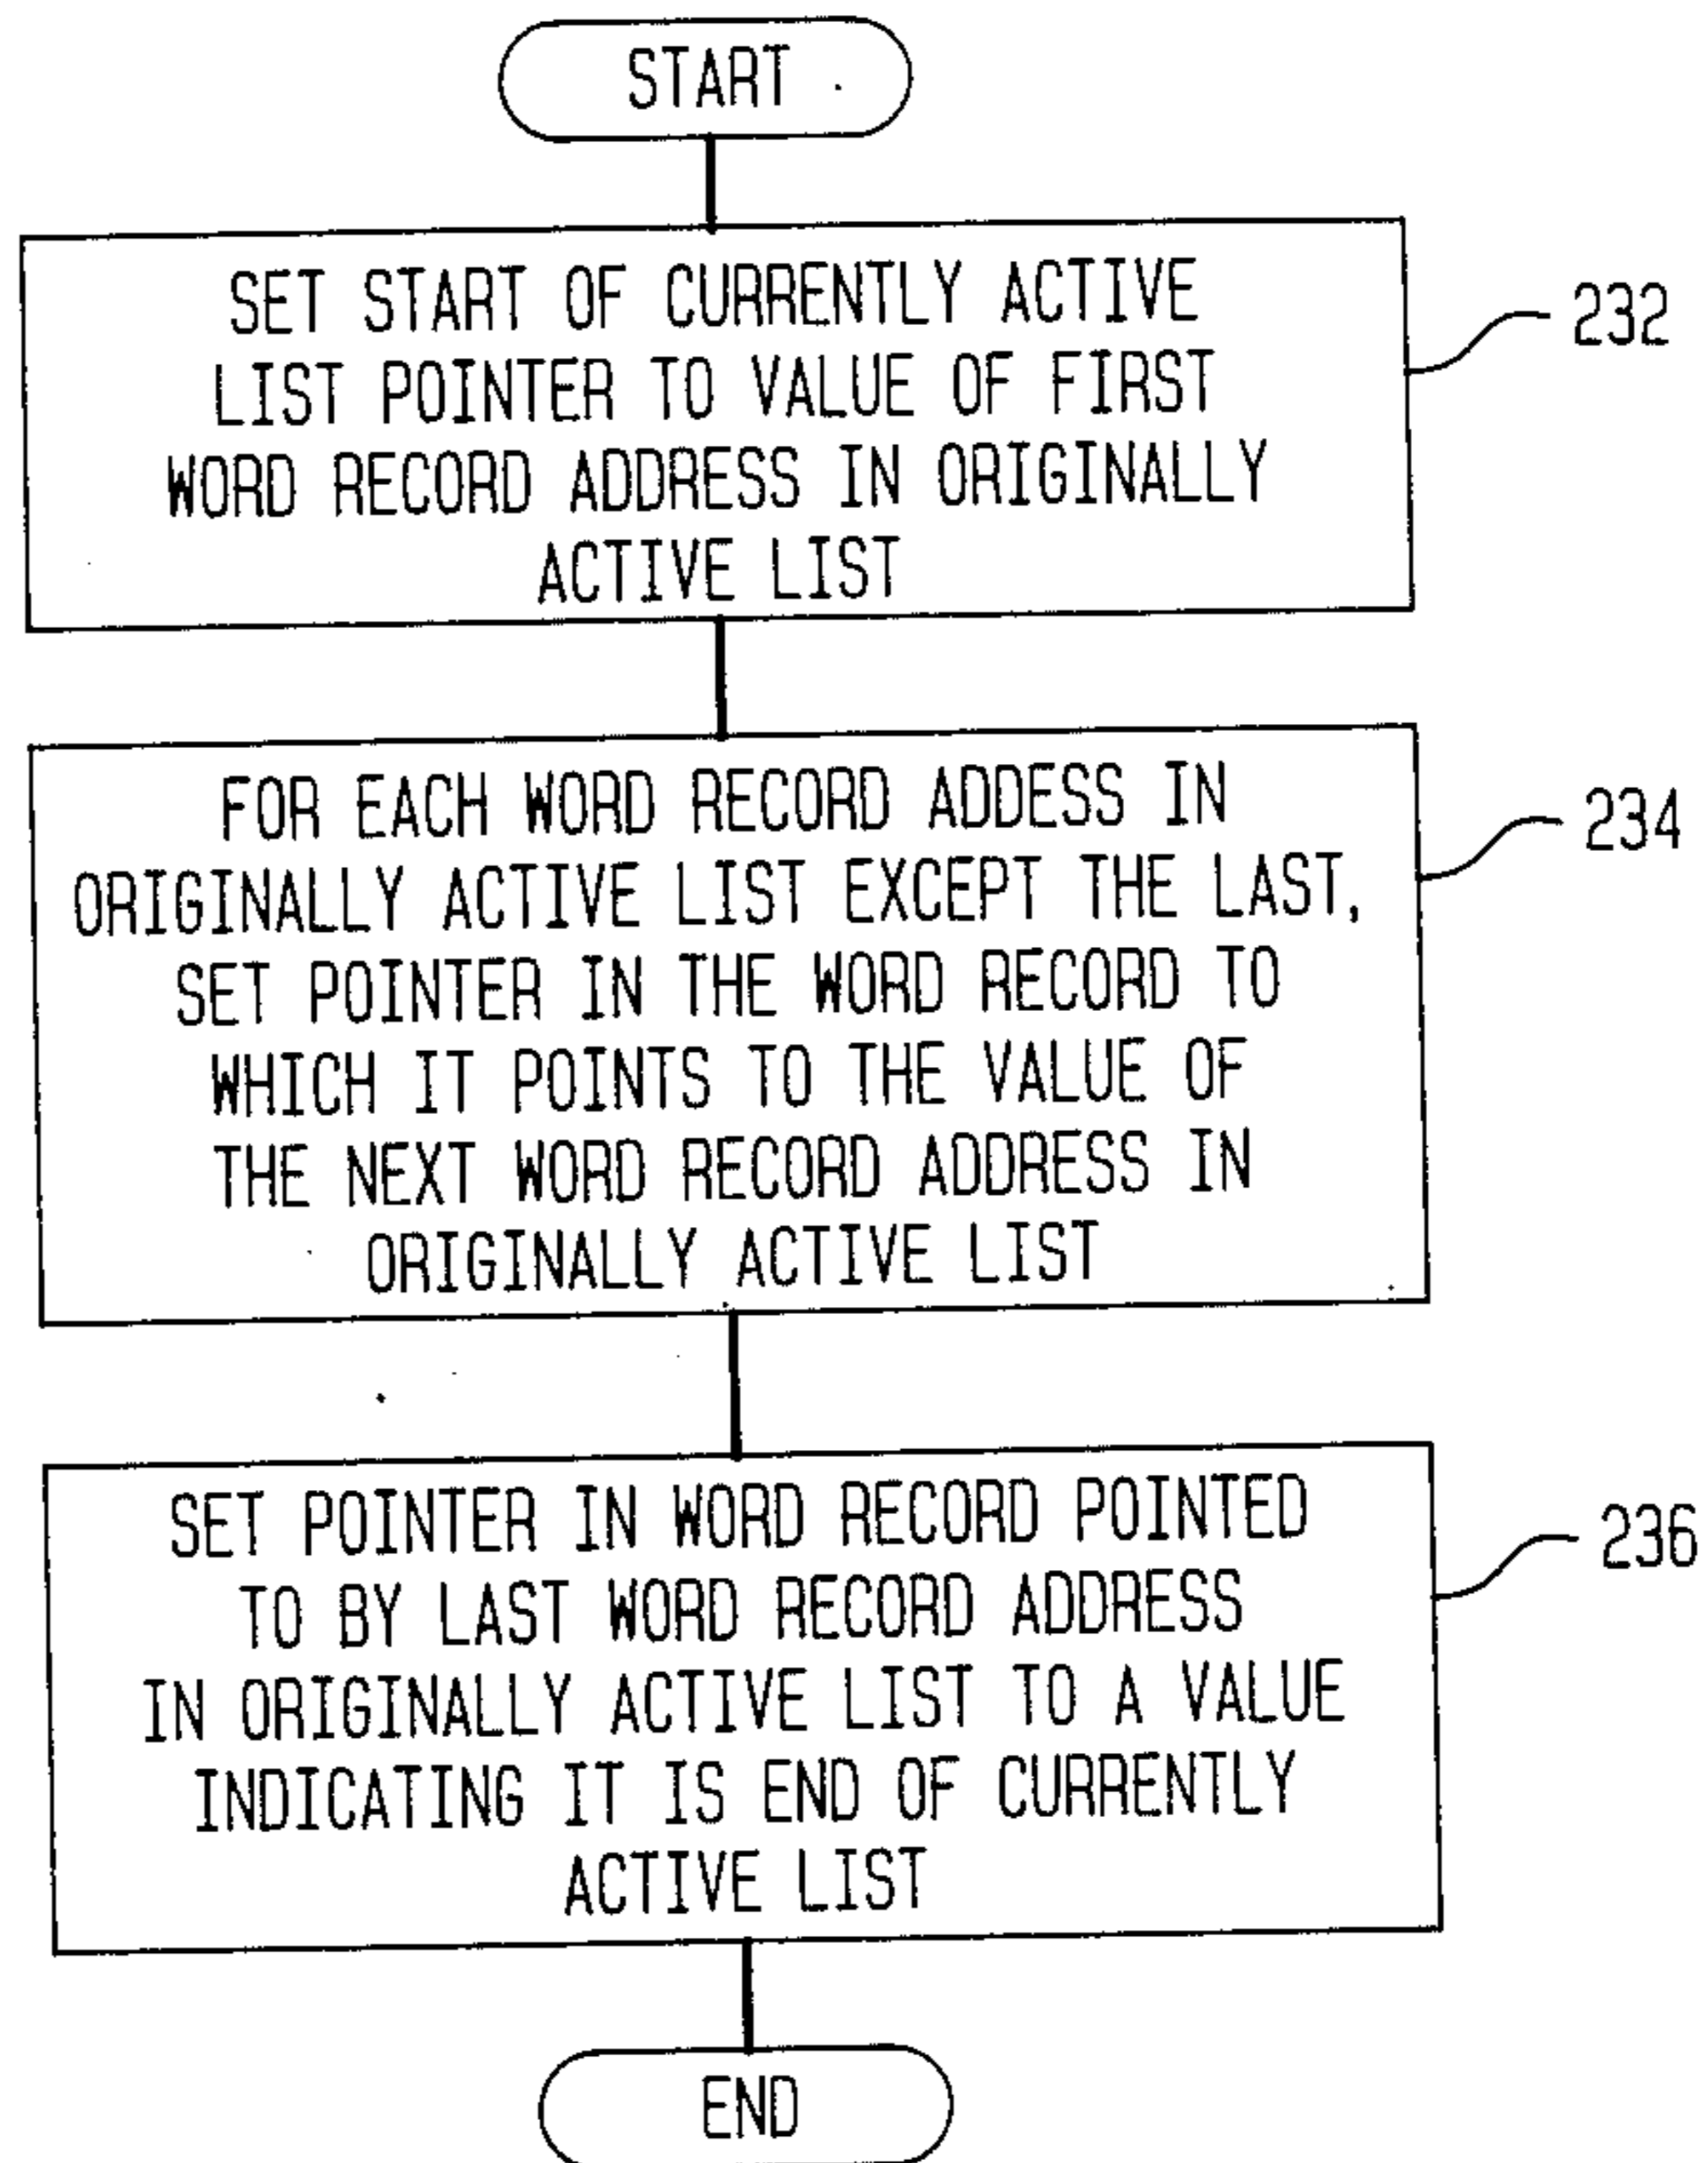 START
SET START OF CURRENTLY ACTIVE
LIST POINTER TO VALUE OF FIRST
WORD RECORD ADDRESS IN ORIGINALLY
ACTIVE LIST
232
FOR EACH WORD RECORD ADDESS IN
ORIGINALLY ACTIVE LIST EXCEPT THE LAST,
SET POINTER IN THE WORD RECORD TO
WHICH IT POINTS TO THE VALUE OF
THE NEXT WORD RECORD ADDRESS IN
ORIGINALLY ACTIVE LIST
234
SET POINTER IN WORD RECORD POINTED
TO BY LAST WORD RECORD ADDRESS
IN ORIGINALLY ACTIVE LIST TO A VALUE
INDICATING IT IS END OF CURRENTLY
ACTIVE LIST
236
END